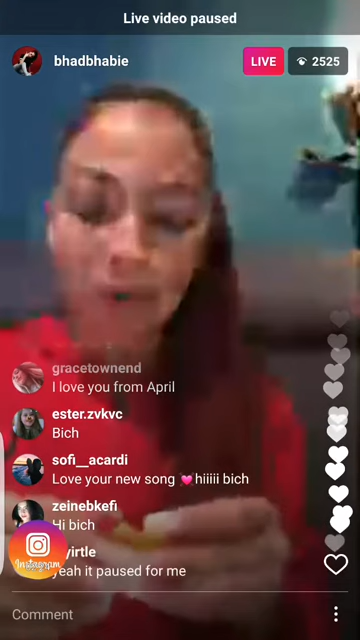 Live video paused
bhadbhabie
LIVE
2525
gracetownend
I love you from April
ester.zvkvc
Bich
sofi__acardi
Love your new song 💓hiiiii bich
zeinebkefi
Hi bich
yirtle
yeah it paused for me
Instagram
Comment